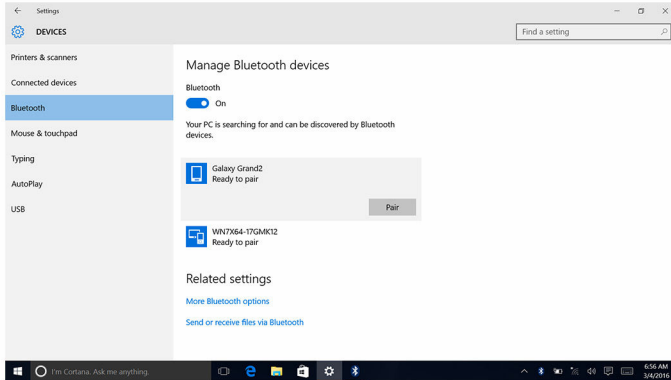 Settings
DEVICES
Find a setting
Printers & scanners
Connected devices
Bluetooth
Mouse & touchpad
Typing
AutoPlay
USB
Manage Bluetooth devices
Bluetooth
On
Your PC is searching for and can be discovered by Bluetooth
devices.
Galaxy Grand2
Ready to pair
Pair
WN7X64-17GMK12
Ready to pair
Related settings
More Bluetooth options
Send or receive files via Bluetooth
I'm Cortana. Ask me anything.
6:56 AM
3/4/2016